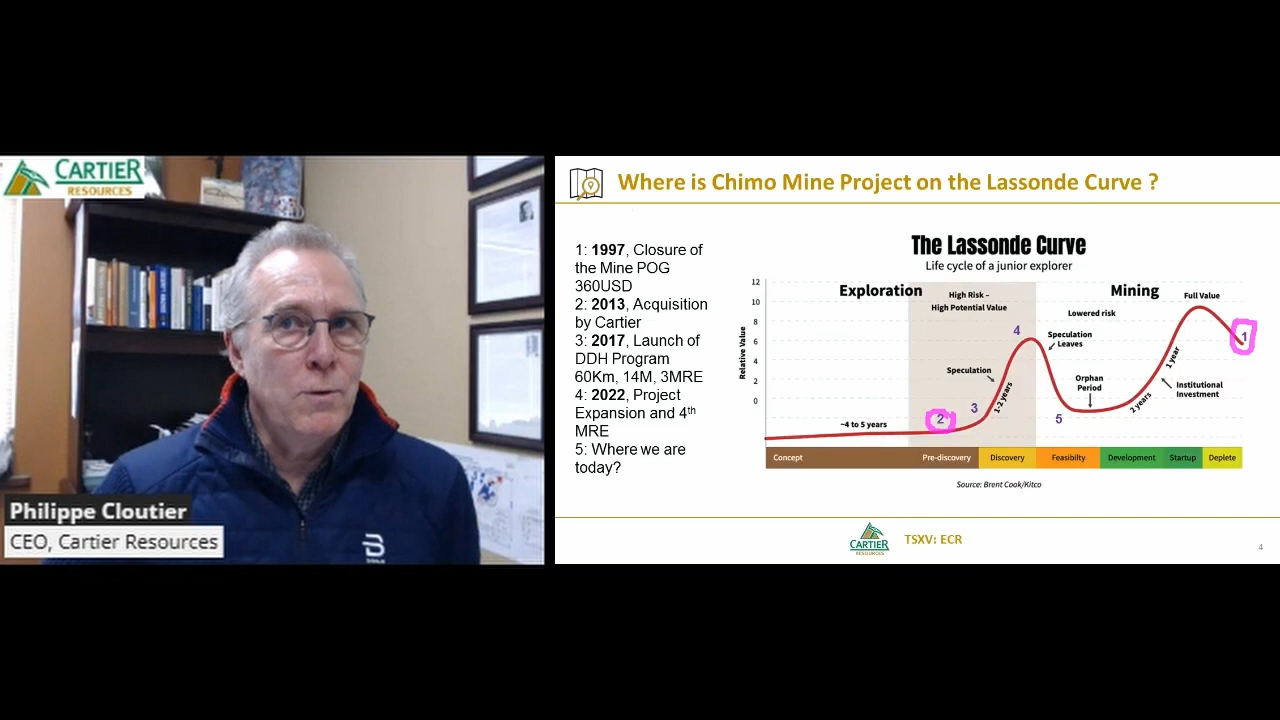 CARTIER
RESOURCES
Philippe Cloutier
CEO, Cartier Resources
Where is Chimo Mine Project on the Lassonde Curve ?
1: 1997, Closure of
the Mine POG
360USD
2: 2013, Acquisition
by Cartier
3: 2017, Launch of
DDH Program
60Km, 14M, 3MRE
4: 2022, Project
Expansion and 4th
MRE
5: Where we are
today?
The Lassonde Curve
Life cycle of a junior explorer
Relative Value
12
10
8
6
4
2
0
Exploration
High Risk –
High Potential Value
Mining
Lowered risk
Full Value
1
4
Speculation
Leaves
Speculation
1-2 years
3
2
~4 to 5 years
5
Orphan
Period
2 years
1 year
Institutional
Investment
Concept
Pre-discovery
Discovery
Feasibilty
Development
Startup
Deplete
Source: Brent Cook/Kitco
CARTIER
RESOURCES
TSXV: ECR
4